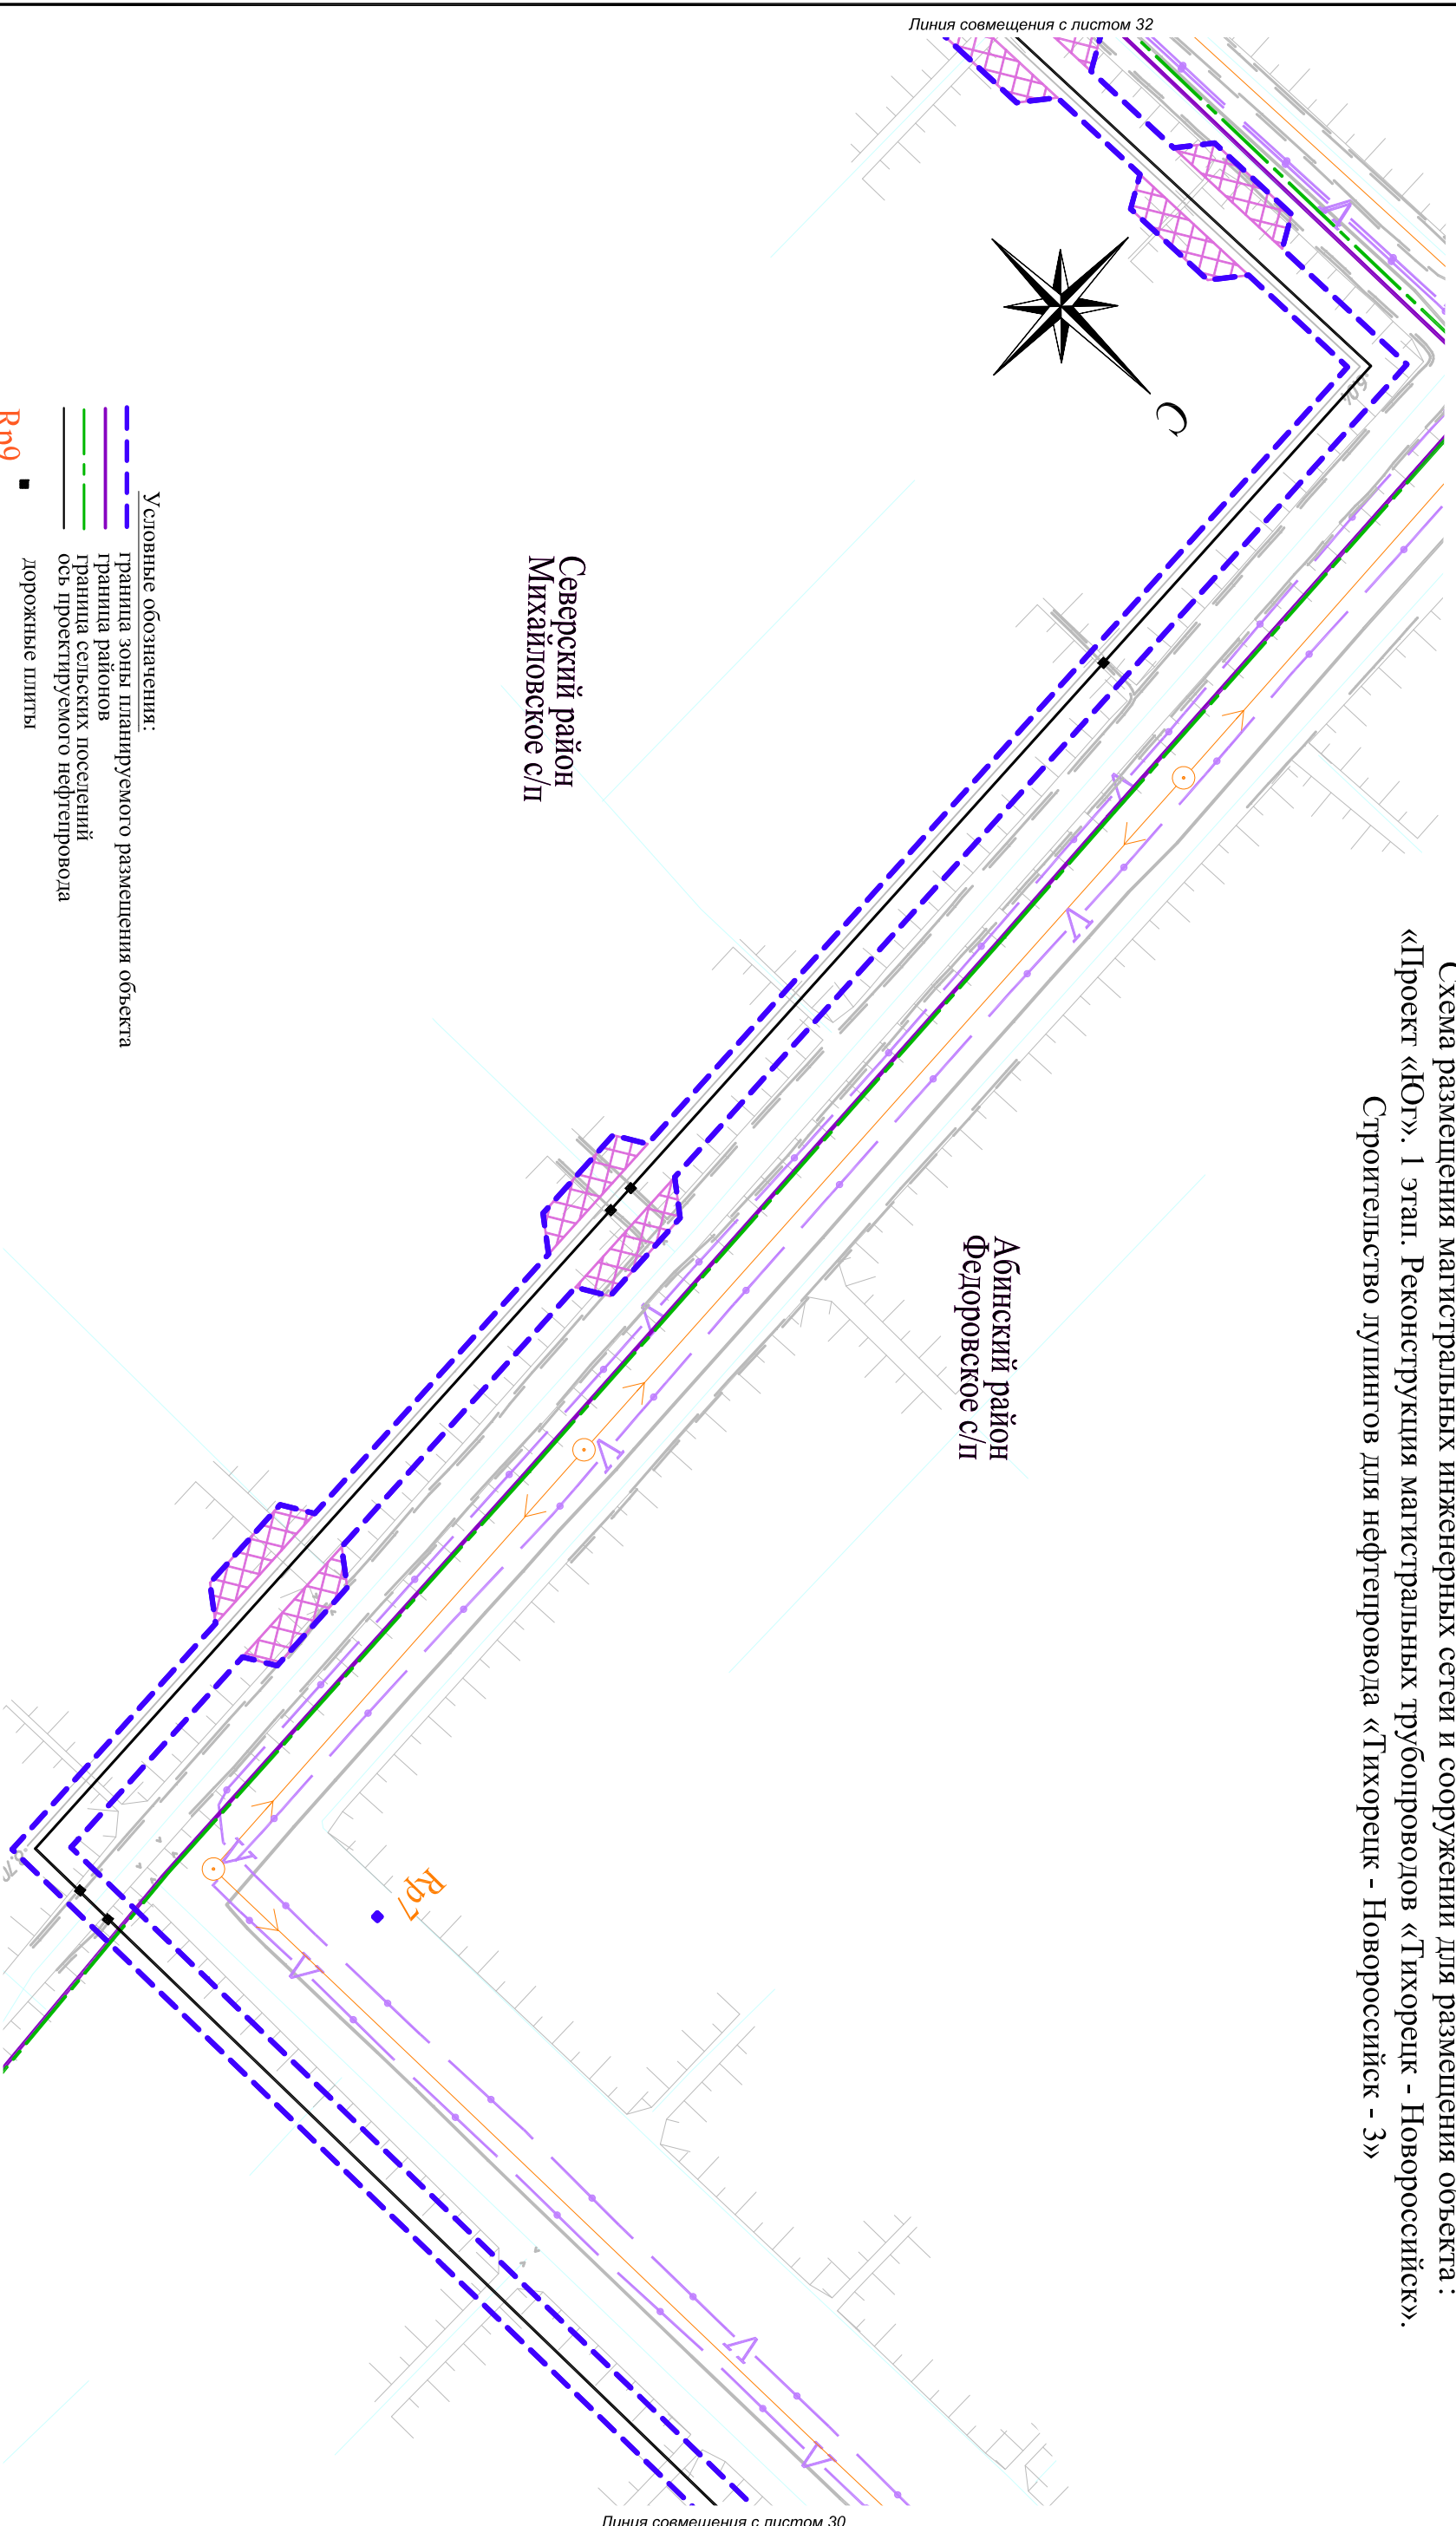 Линия совмещения с листом 32
Схема размещения магистральных инженерных сетей и сооружений для размещения объекта:
«Проект «Юг». 1 этап. Реконструкция магистральных трубопроводов «Тихорецк - Новороссийск».
Строительство лупингов для нефтепровода «Тихорецк - Новороссийск - 3»
С
Северский район
Михайловское с/п
Абинский район
Федоровское с/п
Rp7
Условные обозначения:
граница зоны планируемого размещения объекта
граница районов
граница сельских поселений
ось проектируемого нефтепровода
Rp9
дорожные плиты
Линия совмещения с листом 30